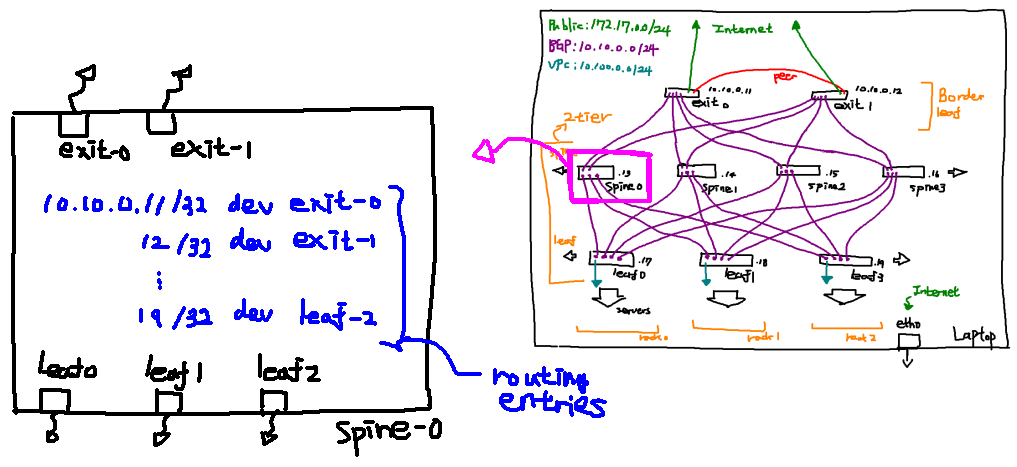 exit-0 exit-1
10.10.0.11/32 dev exit-0
12/32 dev exit-1
⋮
19/32 dev leaf-2
leaf0 leaf1 leaf2
Spine-0
routing
entries
Public:172.17.0.0/24
BGP:10.10.0.0/24
VPC:10.100.0.0/24
Internet
peer
10.10.0.11
10.10.0.12
exit0
exit1
Border
leaf
2-tier
.13
.14
.15
.16
Spine0
Spine1
Spine2
Spine3
leaf
.17
.18
.19
leaf0
leaf1
leaf3
servers
rack0
rack1
rack2
Internet
eth0
Laptop